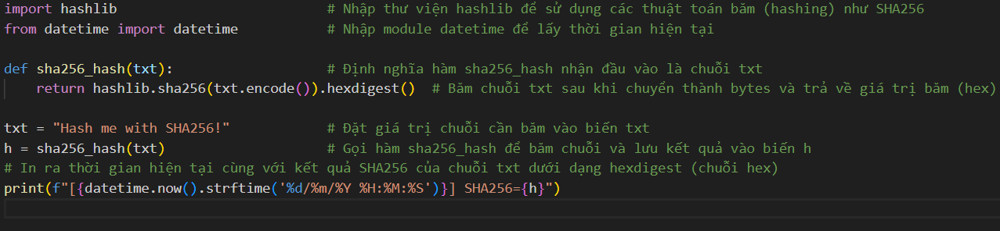 import hashlib # Nhập thư viện hashlib để sử dụng các thuật toán băm (hashing) như SHA256
from datetime import datetime # Nhập module datetime để lấy thời gian hiện tại
def sha256_hash(txt): # Định nghĩa hàm sha256_hash nhận đầu vào là chuỗi txt
return hashlib.sha256(txt.encode()).hexdigest() # Băm chuỗi txt sau khi chuyển thành bytes và trả về giá trị băm (hex)
txt = "Hash me with SHA256!" # Đặt giá trị chuỗi cần băm vào biến txt
h = sha256_hash(txt) # Gọi hàm sha256_hash để băm chuỗi và lưu kết quả vào biến h
# In ra thời gian hiện tại cùng với kết quả SHA256 của chuỗi txt dưới dạng hexdigest (chuỗi hex)
print(f"[{datetime.now().strftime('%d/%m/%Y %H:%M:%S')}] SHA256={h}")